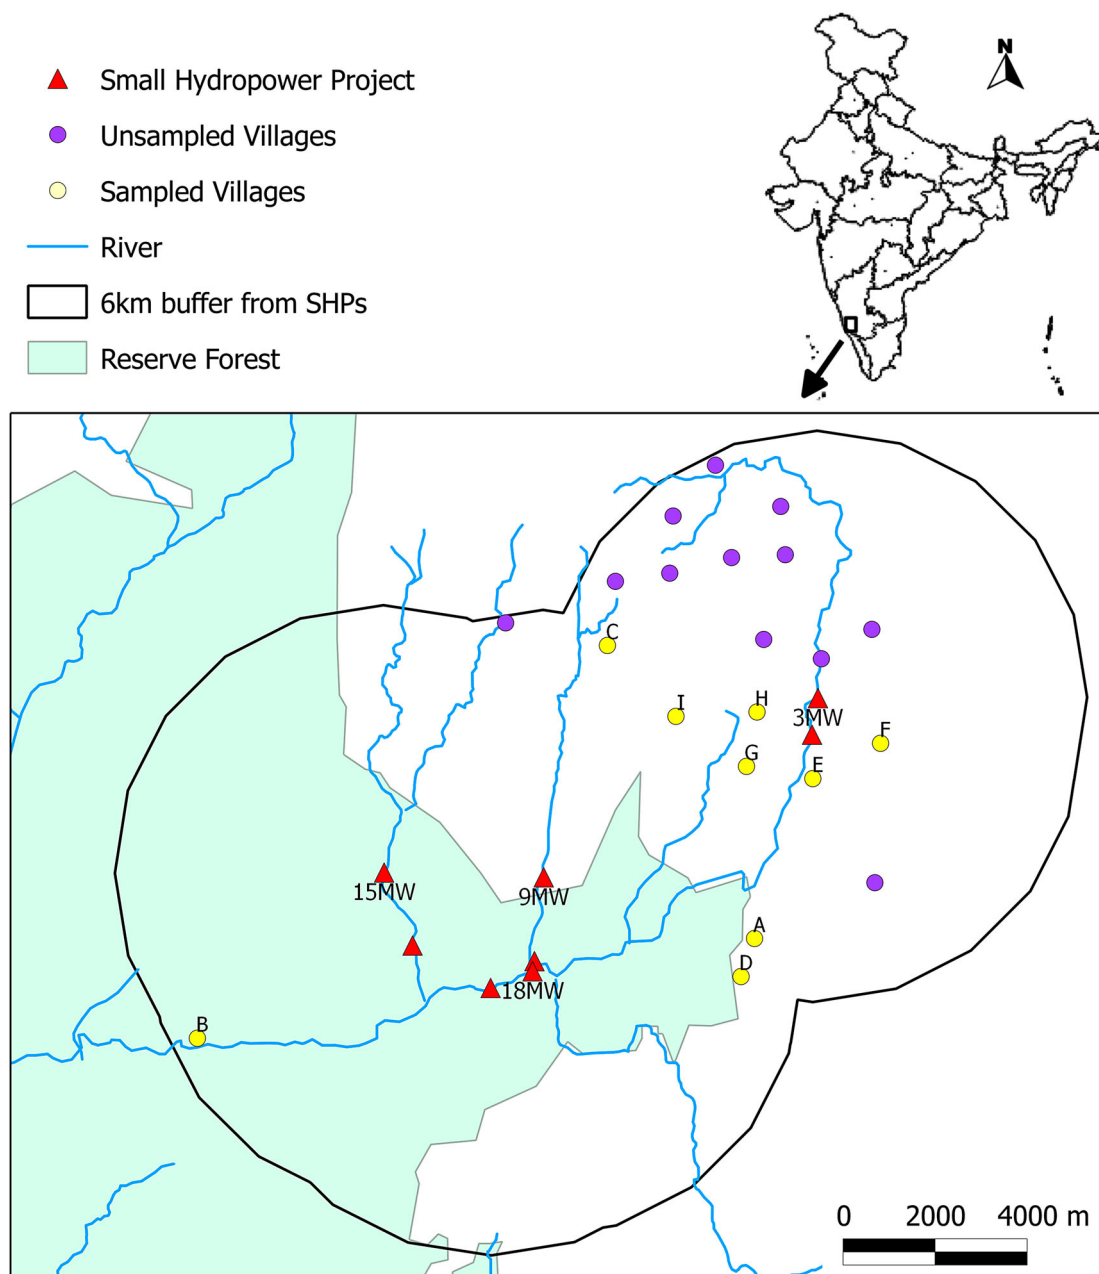 N
Small Hydropower Project
Unsampled Villages
Sampled Villages
River
6km buffer from SHPs
Reserve Forest
C
I
H
3MW
F
G
E
15MW
9MW
A
D
18MW
B
0 2000 4000 m